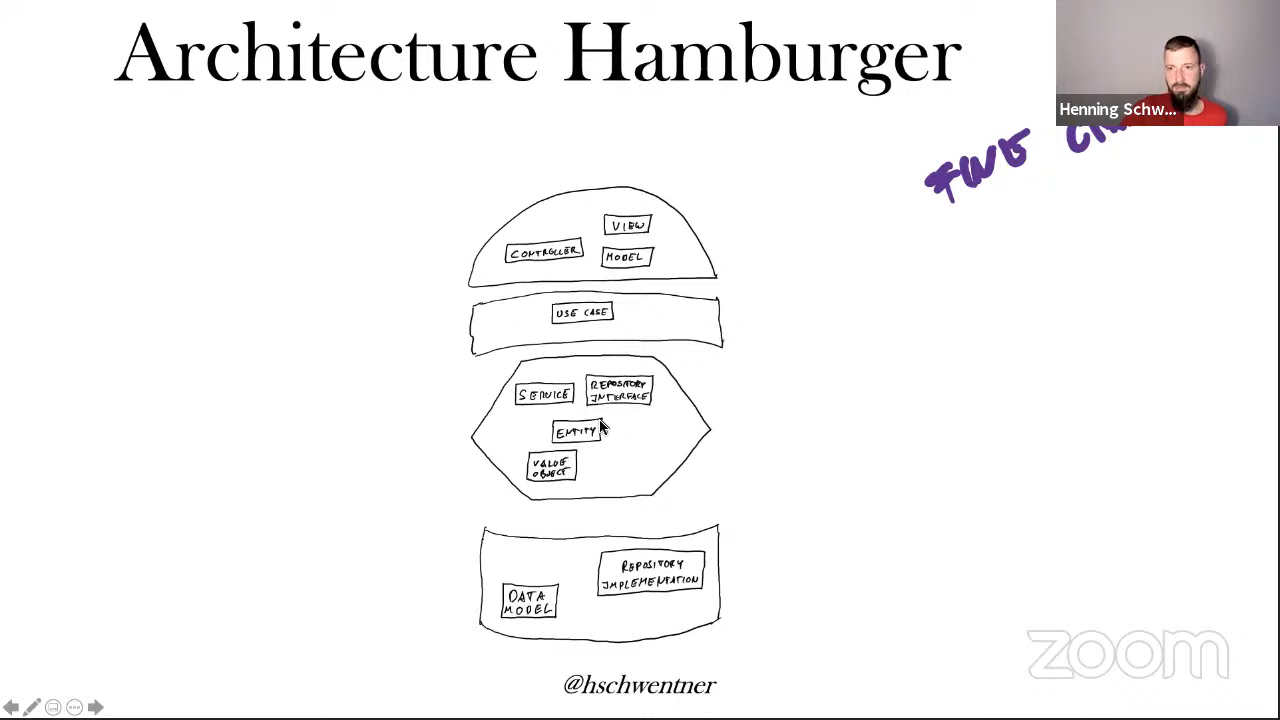 Architecture Hamburger
Henning Schw...
VIEW
CONTROLLER
MODEL
USE CASE
SERVICE
REPOSITORY
INTERFACE
ENTITY
VALUE
OBJECT
REPOSITORY
IMPLEMENTATION
DATA
MODEL
zoom
@hschwentner